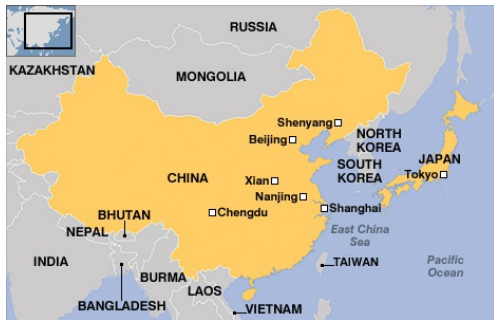 RUSSIA
KAZAKHSTAN
MONGOLIA
Shenyang
Beijing
NORTH
KOREA
SOUTH
KOREA
JAPAN
Tokyo
CHINA
Xian
Nanjing
Chengdu
Shanghai
BHUTAN
NEPAL
East China
Sea
INDIA
BURMA
TAIWAN
Pacific
Ocean
LAOS
BANGLADESH
VIETNAM